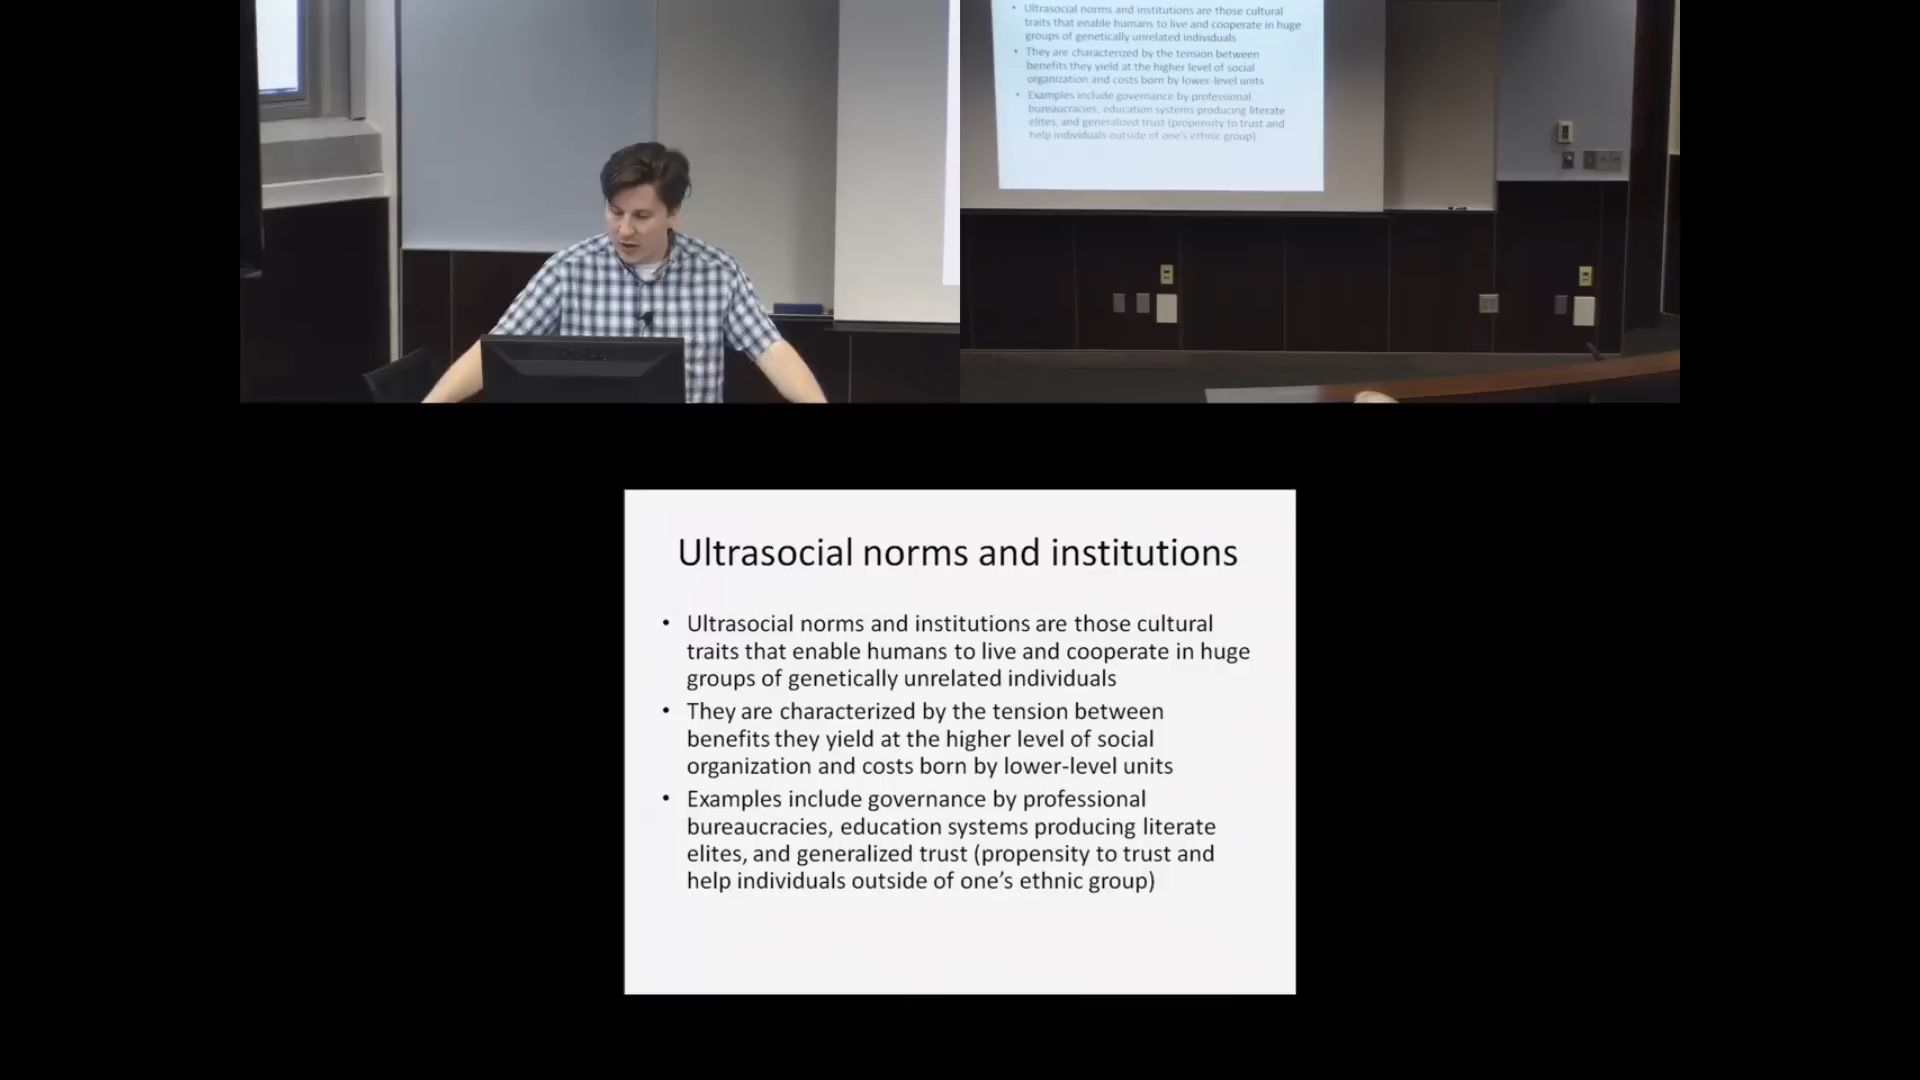 Ultrasocial norms and institutions are those cultural
traits that enable humans to live and cooperate in huge
groups of genetically unrelated individuals
They are characterized by the tension between
benefits they yield at the higher level of social
organization and costs born by lower-level units
Examples include governance by professional
bureaucracies, education systems producing literate
elites, and generalized trust (propensity to trust and
help individuals outside of one's ethnic group)
Ultrasocial norms and institutions
• Ultrasocial norms and institutions are those cultural
traits that enable humans to live and cooperate in huge
groups of genetically unrelated individuals
• They are characterized by the tension between
benefits they yield at the higher level of social
organization and costs born by lower-level units
• Examples include governance by professional
bureaucracies, education systems producing literate
elites, and generalized trust (propensity to trust and
help individuals outside of one’s ethnic group)